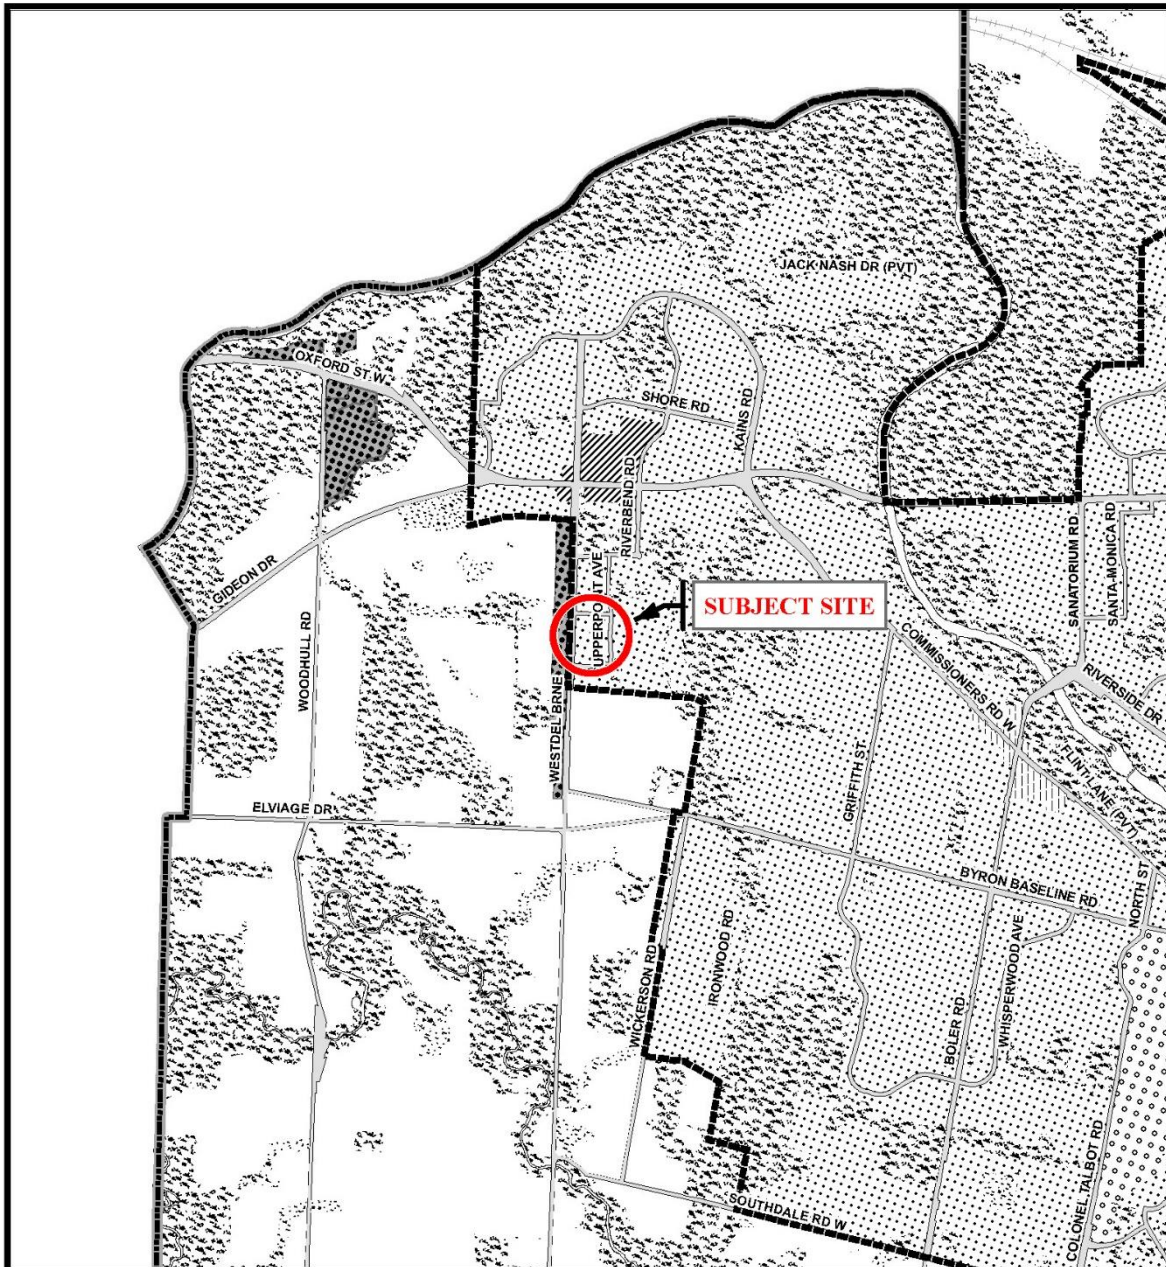 JACK NASH DR (PVT)
OXFORD ST W
SHORE RD
KAINS RD
RIVERBEND RD
GIDEON DR
WOODHULL RD
UPPERPOINT AVE
SUBJECT SITE
SANATORIUM RD
SANTA MONICA RD
COMMISSIONERS RD W
RIVERSIDE DR
WESTDEL BRNE
GRIFFITH ST
FLINT LANE (PVT)
ELVIAGE DR
BYRON BASELINE RD
NORTH ST
WICKERSON RD
IRONWOOD RD
BOLER RD
WHISPERWOOD AVE
COLONEL TALBOT RD
SOUTHDALE RD W